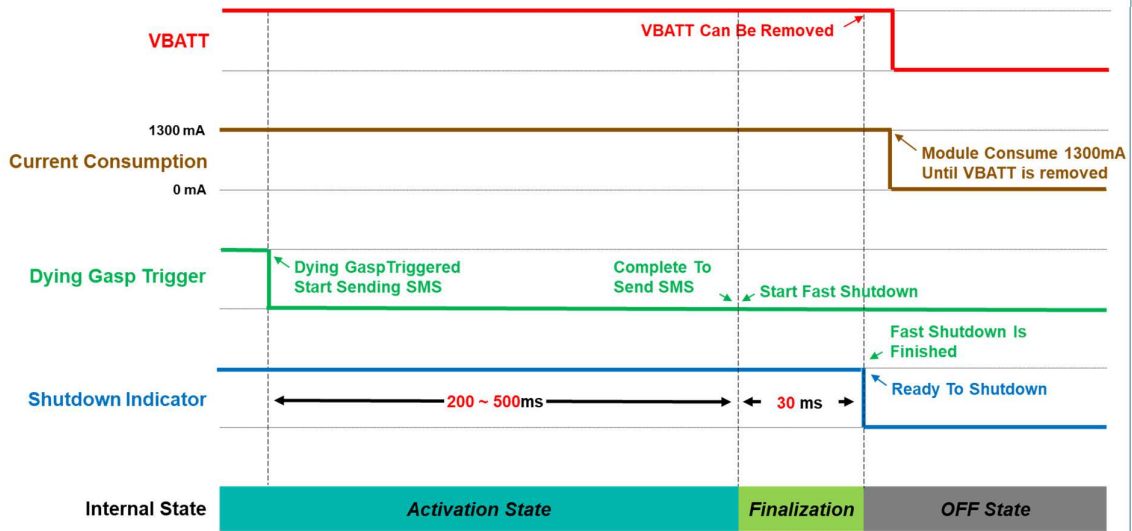 VBATT
VBATT Can Be Removed
1300 mA
Current Consumption
0 mA
Module Consume 1300mA
Until VBATT is removed
Dying Gasp Trigger
Dying GaspTriggered
Start Sending SMS
Complete To
Send SMS
Start Fast Shutdown
Fast Shutdown Is
Finished
Shutdown Indicator
200 ~ 500ms
30 ms
Ready To Shutdown
Internal State
Activation State
Finalization
OFF State